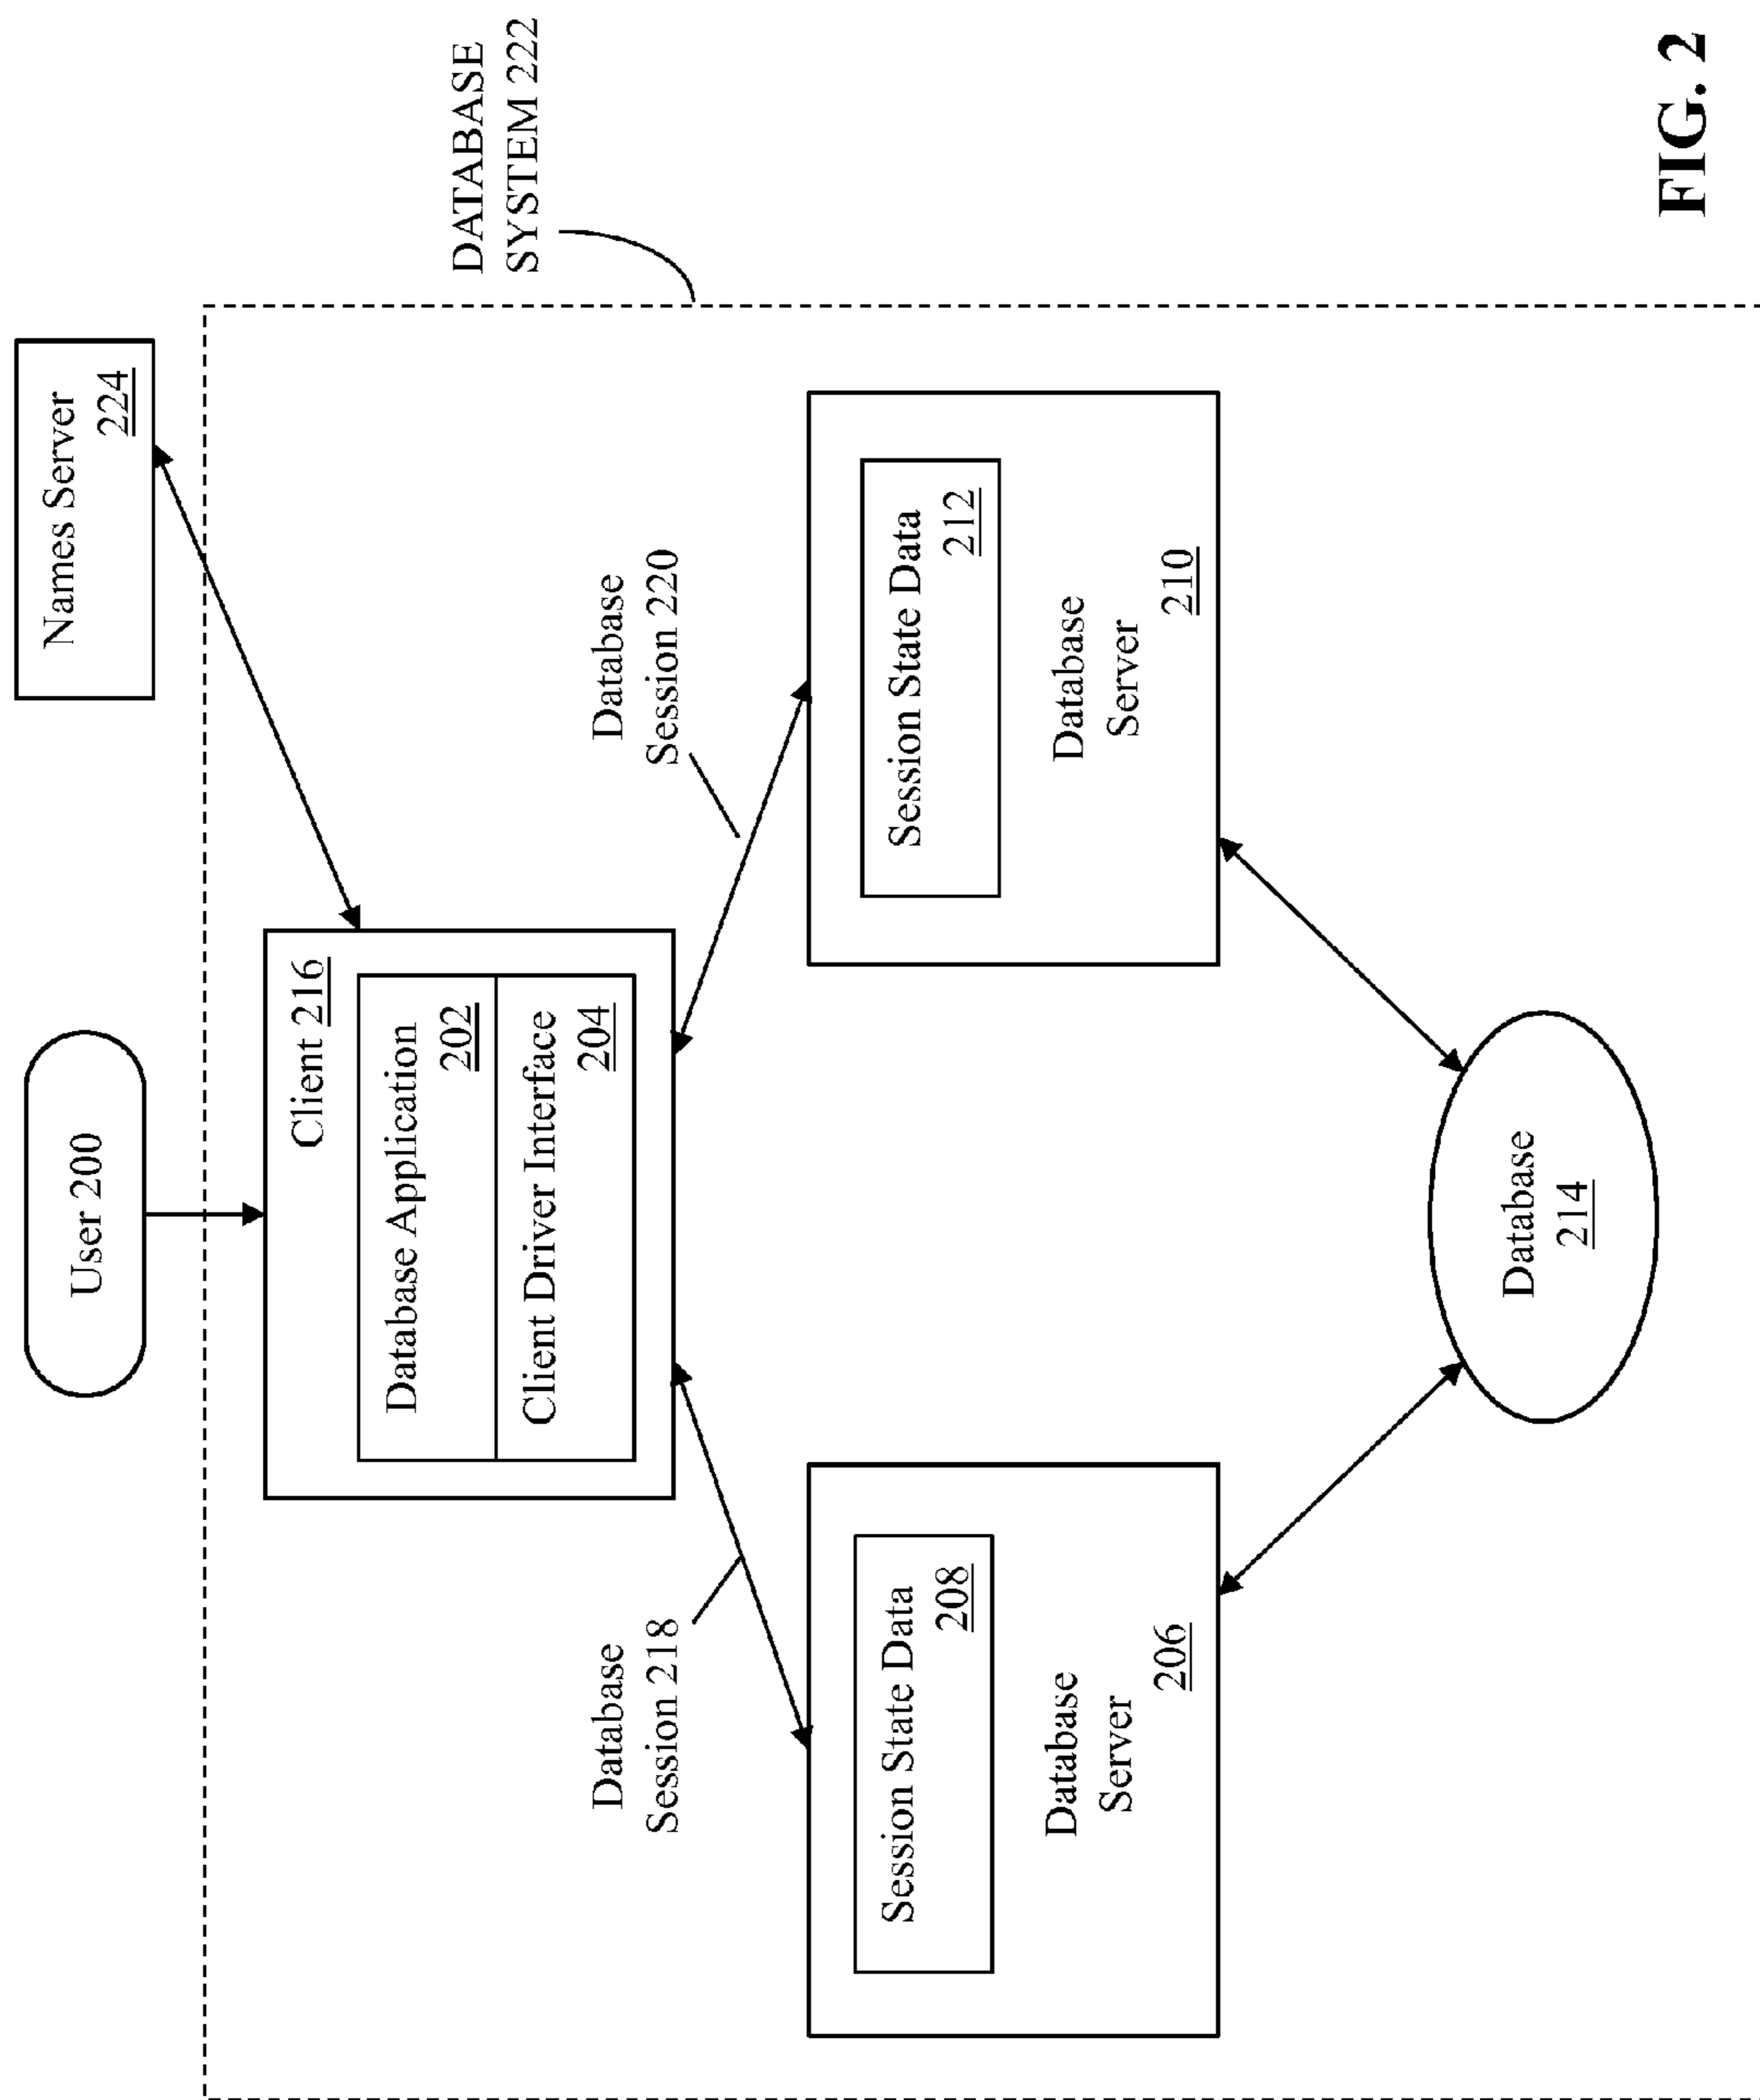 User 200
Names Server
224
DATABASE
SYSTEM 222
Client 216
Database Application
202
Client Driver Interface
204
Database
Session 218
Database
Session 220
Session State Data
208
Database
Server
206
Session State Data
212
Database
Server
210
Database
214
FIG. 2